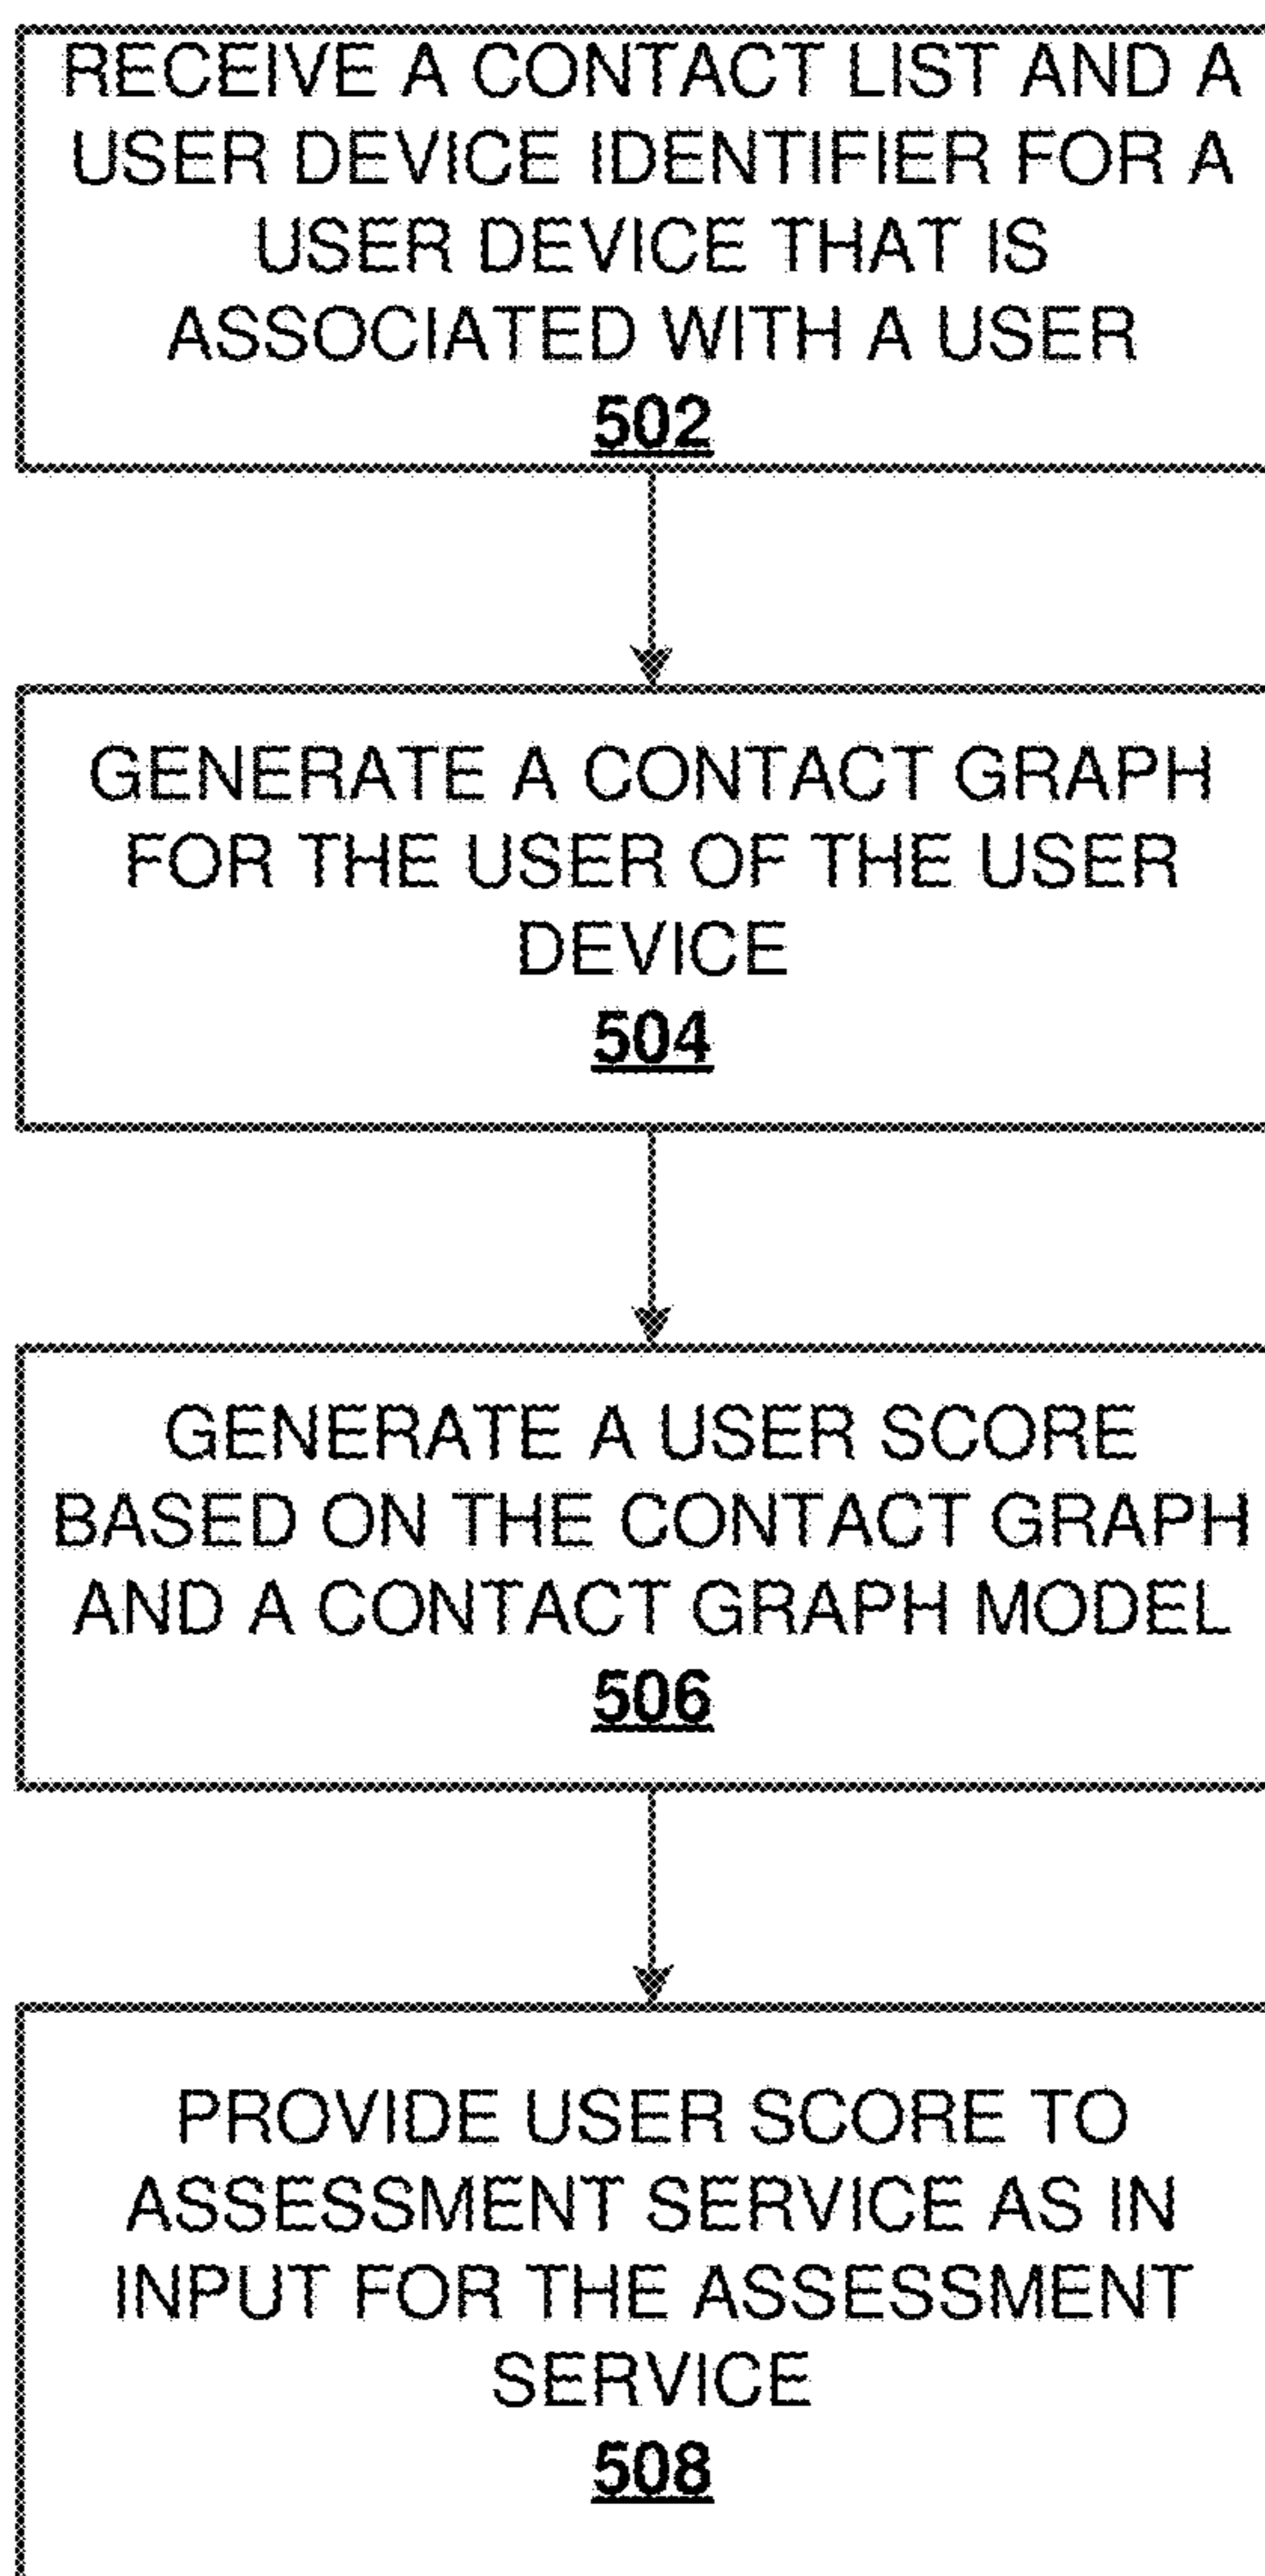 RECEIVE A CONTACT LIST AND A
USER DEVICE IDENTIFIER FOR A
USER DEVICE THAT IS
ASSOCIATED WITH A USER
502
GENERATE A CONTACT GRAPH
FOR THE USER OF THE USER
DEVICE
504
GENERATE A USER SCORE
BASED ON THE CONTACT GRAPH
AND A CONTACT GRAPH MODEL
506
PROVIDE USER SCORE TO
ASSESSMENT SERVICE AS IN
INPUT FOR THE ASSESSMENT
SERVICE
508